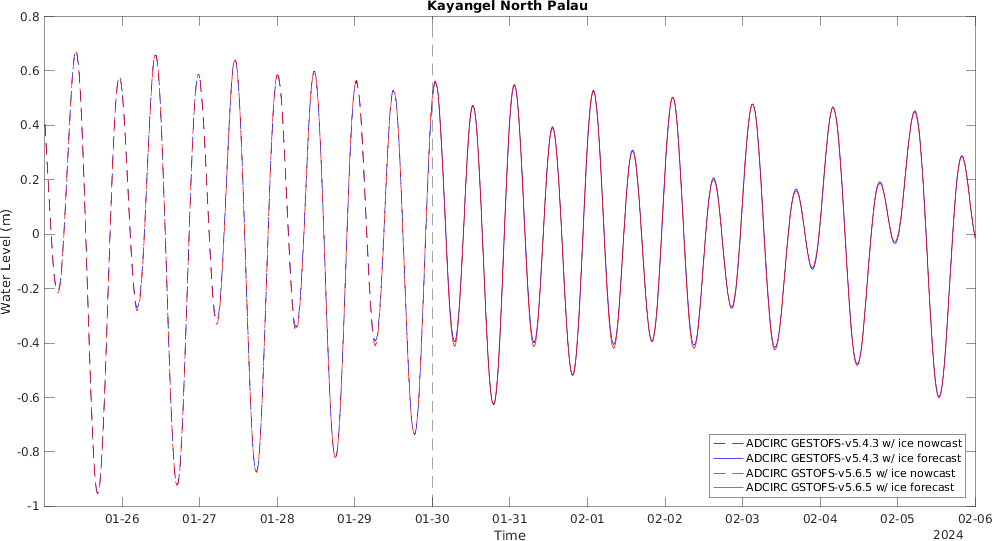 Kayangel North Palau
0.8
0.6
0.4
0.2
0
-0.2
-0.4
-0.6
-0.8
-1
Water Level (m)
ADCIRC GESTOFS-v5.4.3 w/ ice nowcast
ADCIRC GESTOFS-v5.4.3 w/ ice forecast
ADCIRC GSTOFS-v5.6.5 w/ ice nowcast
ADCIRC GSTOFS-v5.6.5 w/ ice forecast
01-26 01-27 01-28 01-29 01-30 01-31 02-01 02-02 02-03 02-04 02-05 02-06
Time 2024